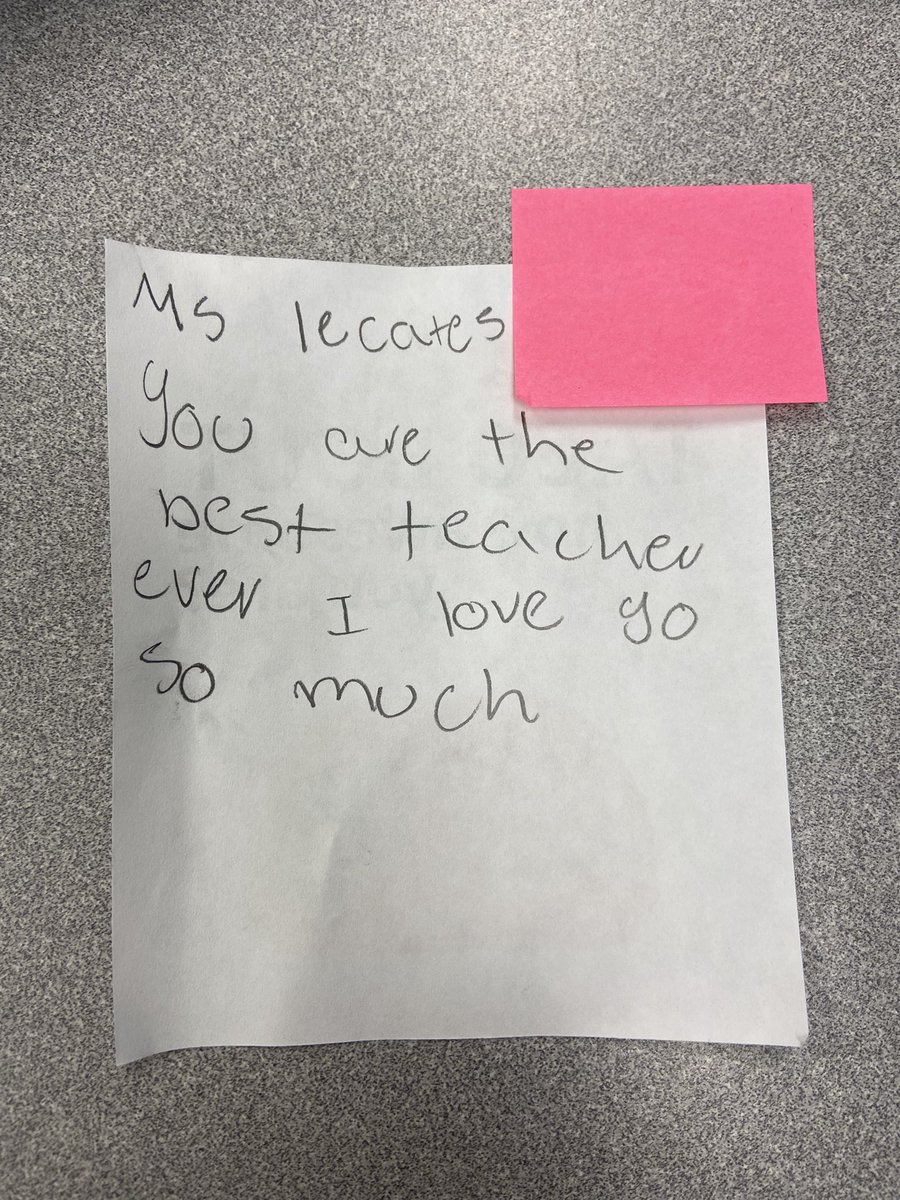 Ms lecates
You are the
best teacher
ever I love yo
so much